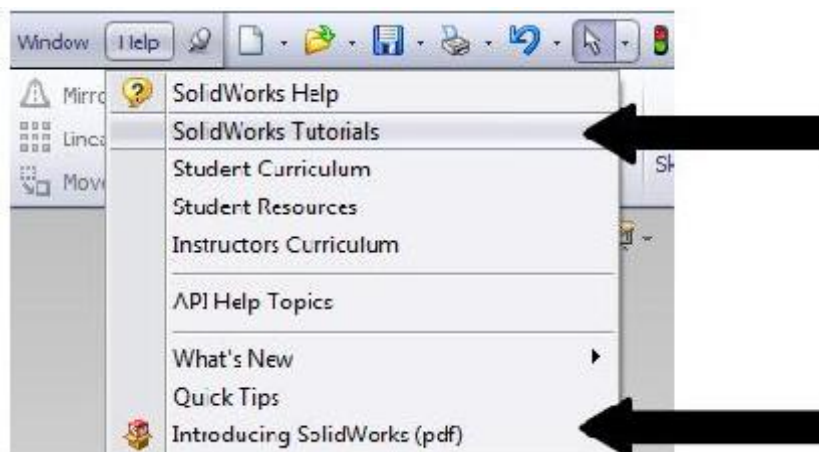 Window Help
Mirro
SolidWorks Help
Linea
SolidWorks Tutorials
Move
Student Curriculum
Sk
Student Resources
Instructors Curriculum
API Help Topics
What's New
Quick Tips
Introducing SolidWorks (pdf)